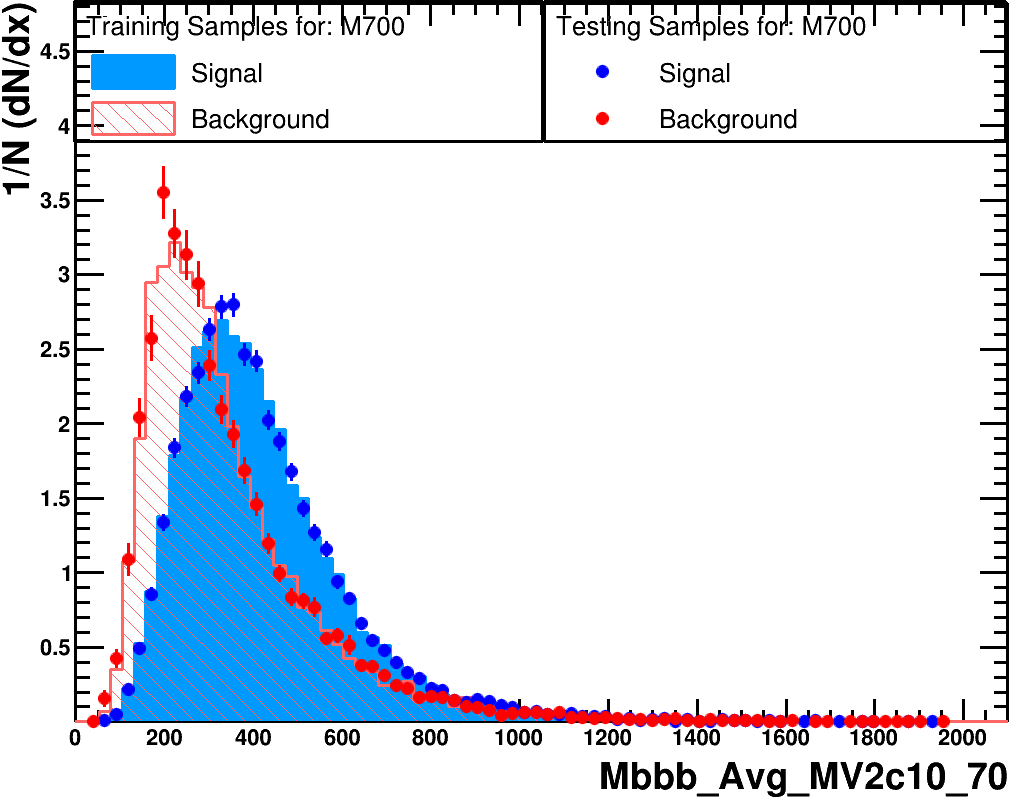 Training Samples for: M700
Signal
Background
Testing Samples for: M700
Signal
Background
1/N (dN/dx)
4.5
4
3.5
3
2.5
2
1.5
1
0.5
0 200 400 600 800 1000 1200 1400 1600 1800 2000
Mbbb_Avg_MV2c10_70